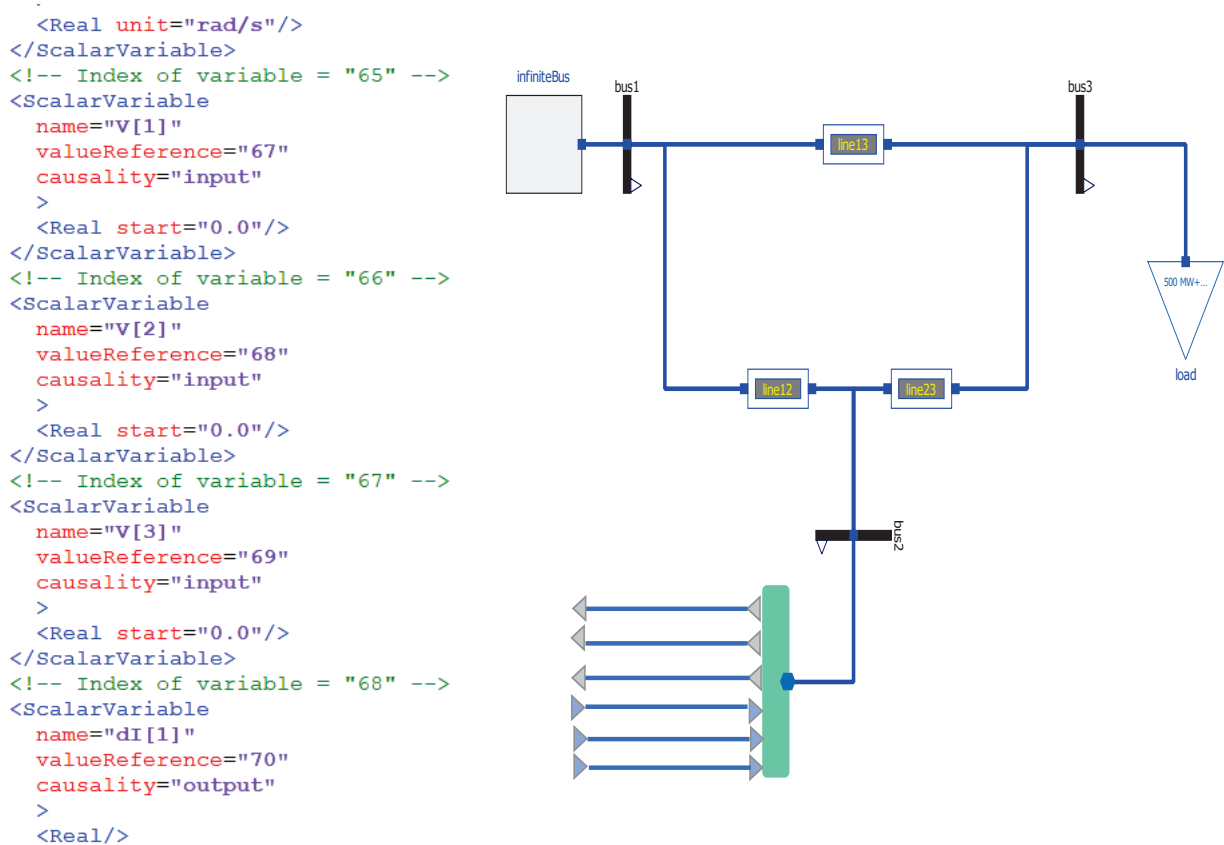 <Real unit="rad/s"/>
</ScalarVariable>
<!-- Index of variable = "65" -->
<ScalarVariable
name="V[1]"
valueReference="67"
causality="input"
>
<Real start="0.0"/>
</ScalarVariable>
<!-- Index of variable = "66" -->
<ScalarVariable
name="V[2]"
valueReference="68"
causality="input"
>
<Real start="0.0"/>
</ScalarVariable>
<!-- Index of variable = "67" -->
<ScalarVariable
name="V[3]"
valueReference="69"
causality="input"
>
<Real start="0.0"/>
</ScalarVariable>
<!-- Index of variable = "68" -->
<ScalarVariable
name="dI[1]"
valueReference="70"
causality="output"
>
<Real/>
infiniteBus
bus1
bus3
line13
500 MW+...
load
line12
line23
bus2